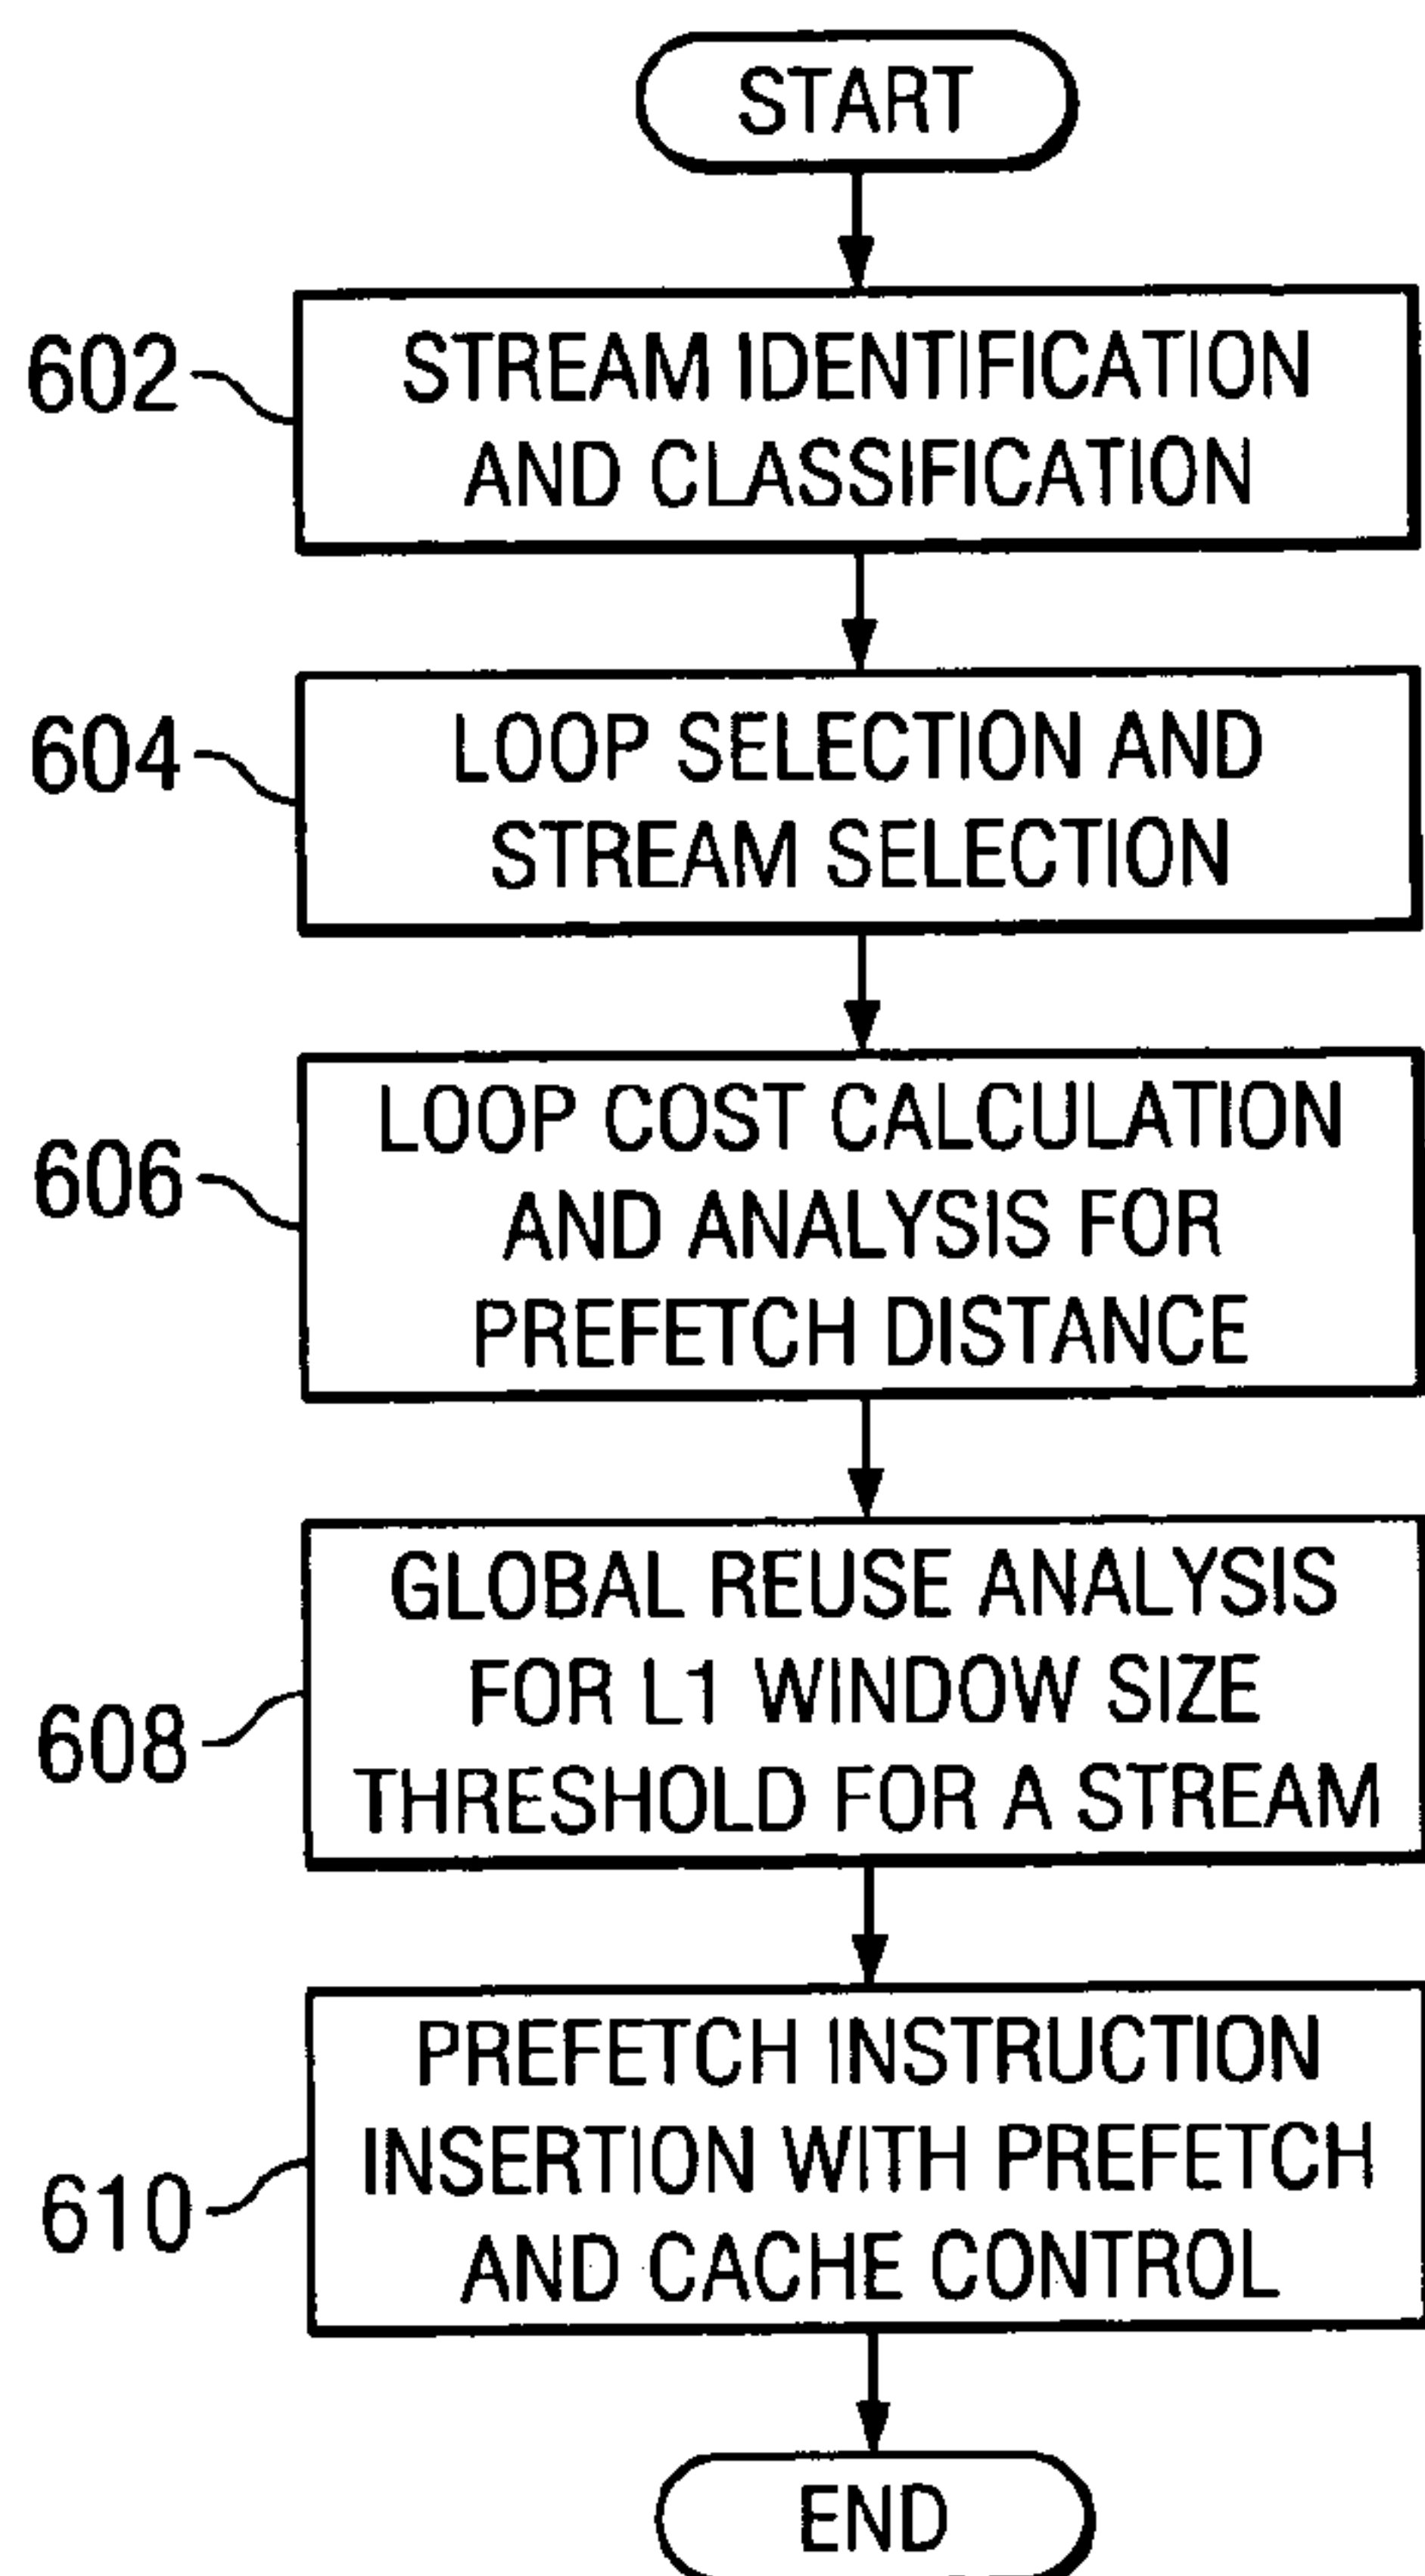 START
602
STREAM IDENTIFICATION
AND CLASSIFICATION
604
LOOP SELECTION AND
STREAM SELECTION
606
LOOP COST CALCULATION
AND ANALYSIS FOR
PREFETCH DISTANCE
608
GLOBAL REUSE ANALYSIS
FOR L1 WINDOW SIZE
THRESHOLD FOR A STREAM
610
PREFETCH INSTRUCTION
INSERTION WITH PREFETCH
AND CACHE CONTROL
END